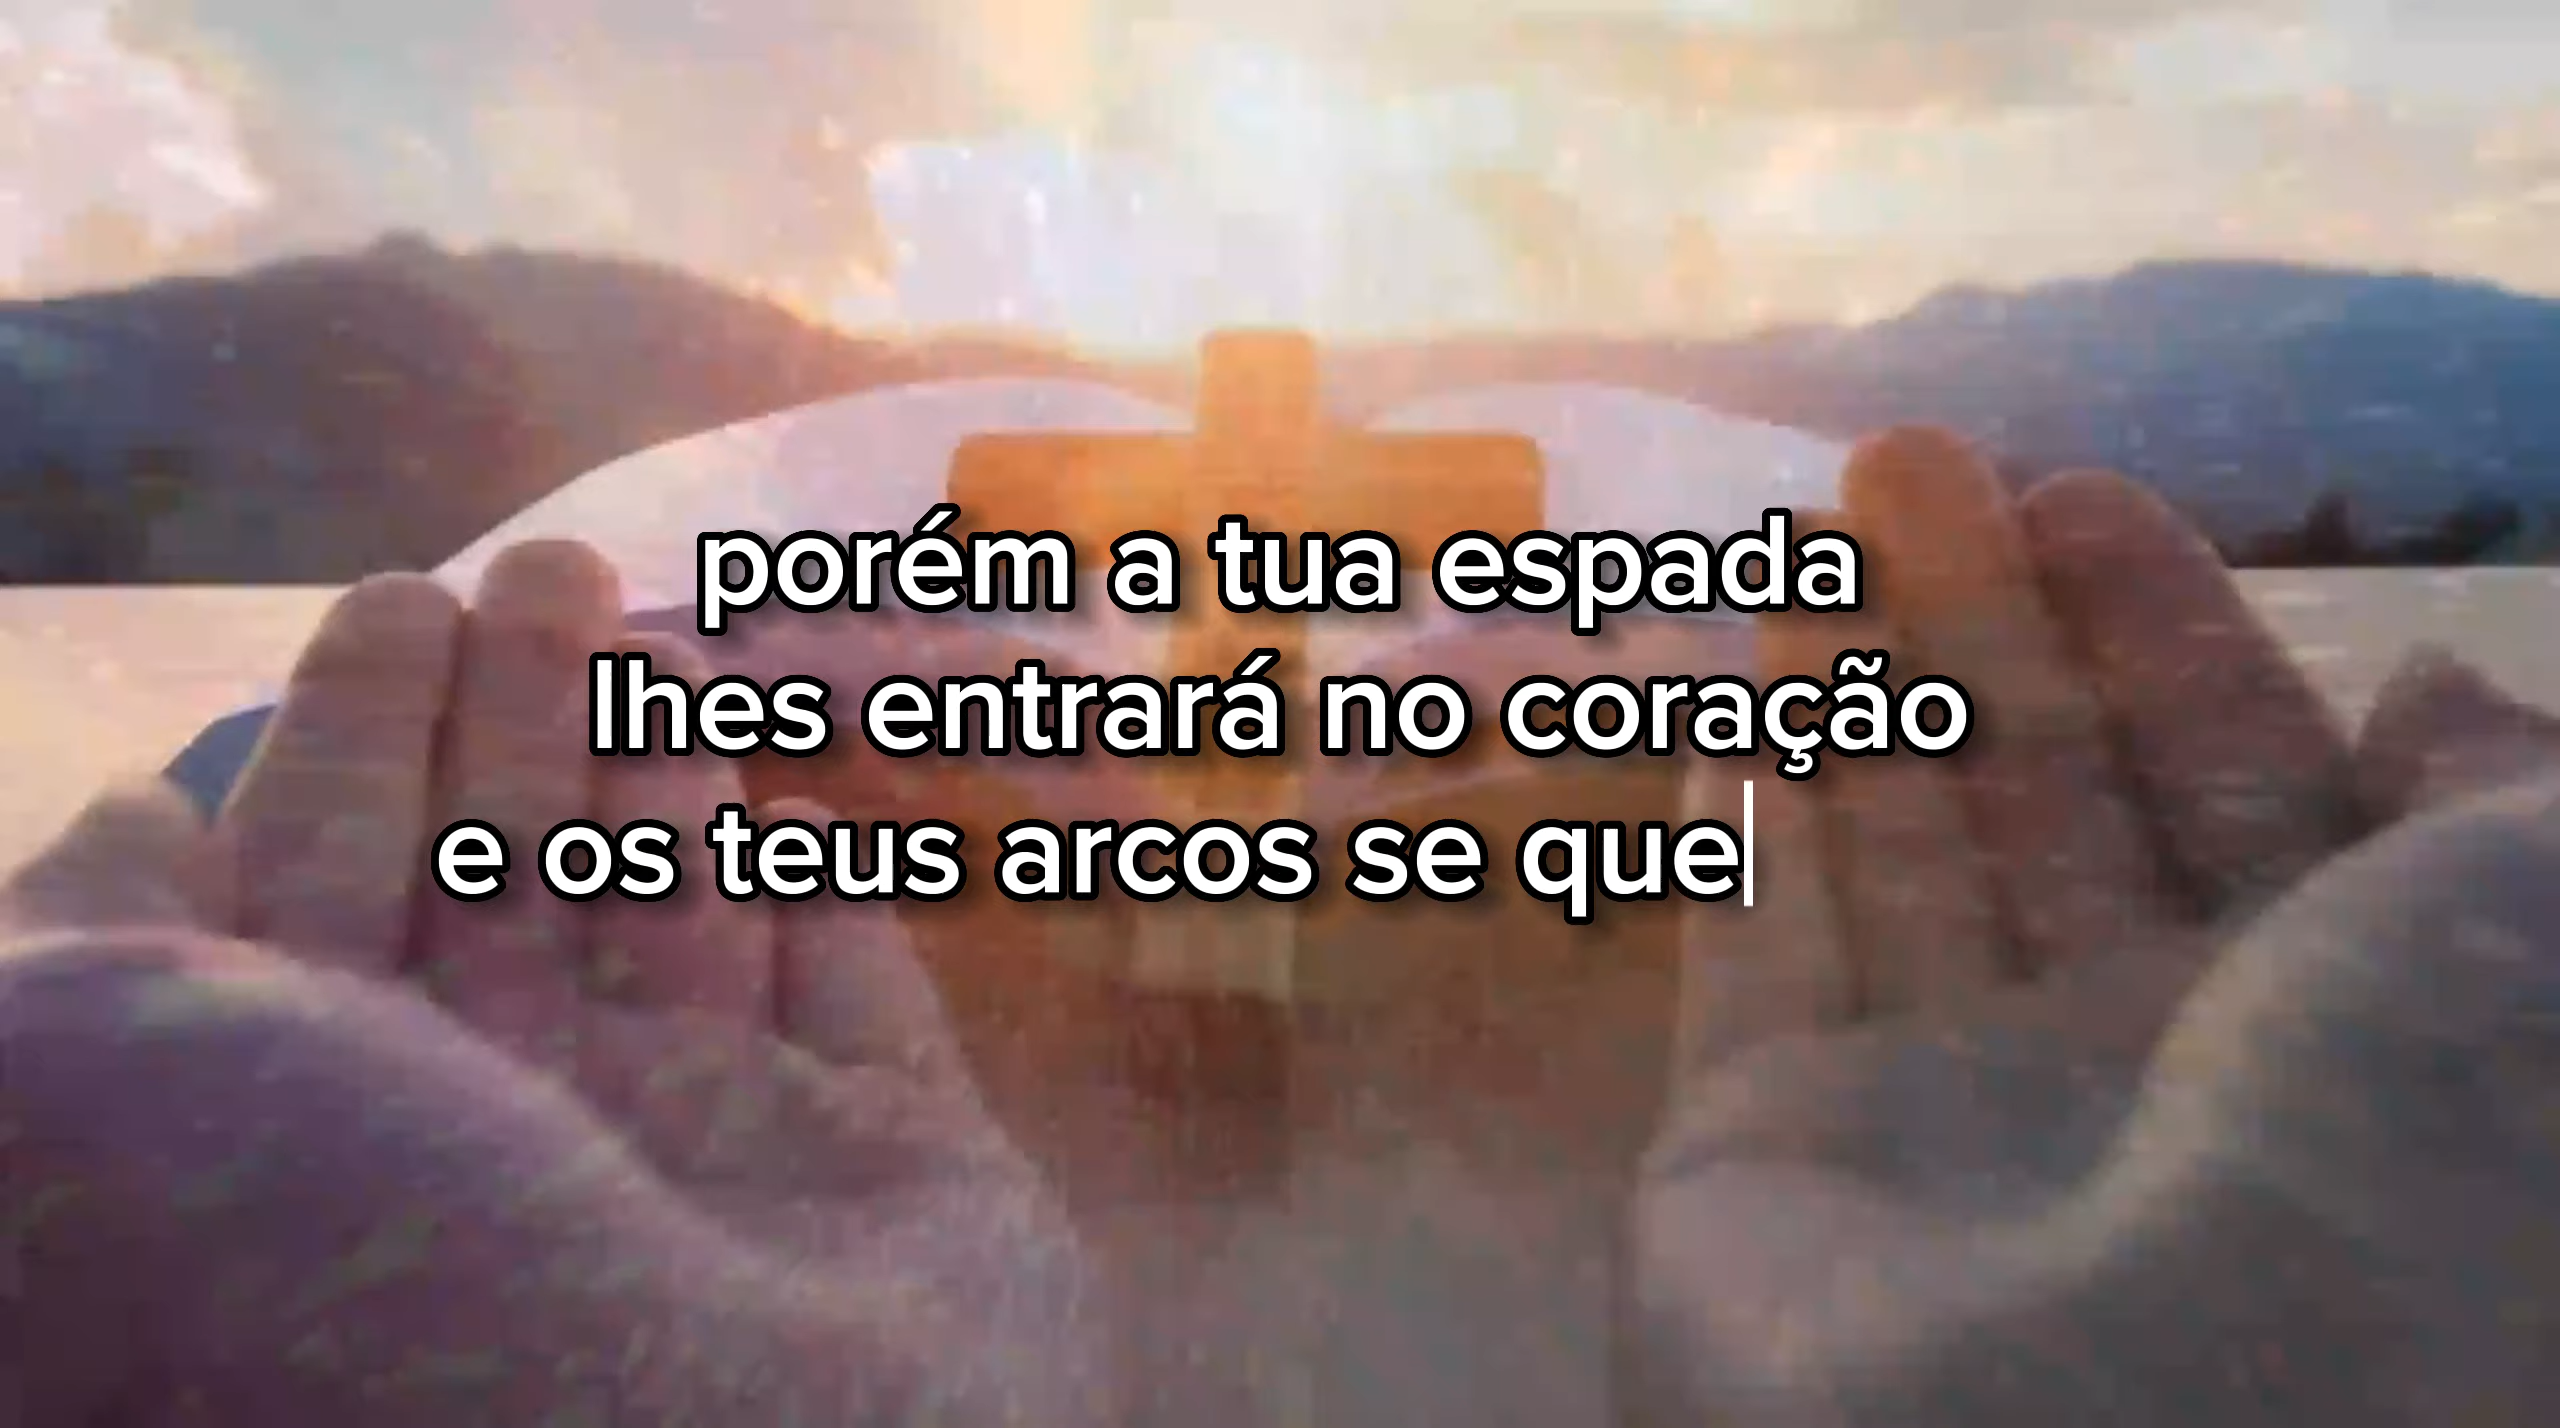 porém a tua espada
lhes entrará no coração
e os teus arcos se que